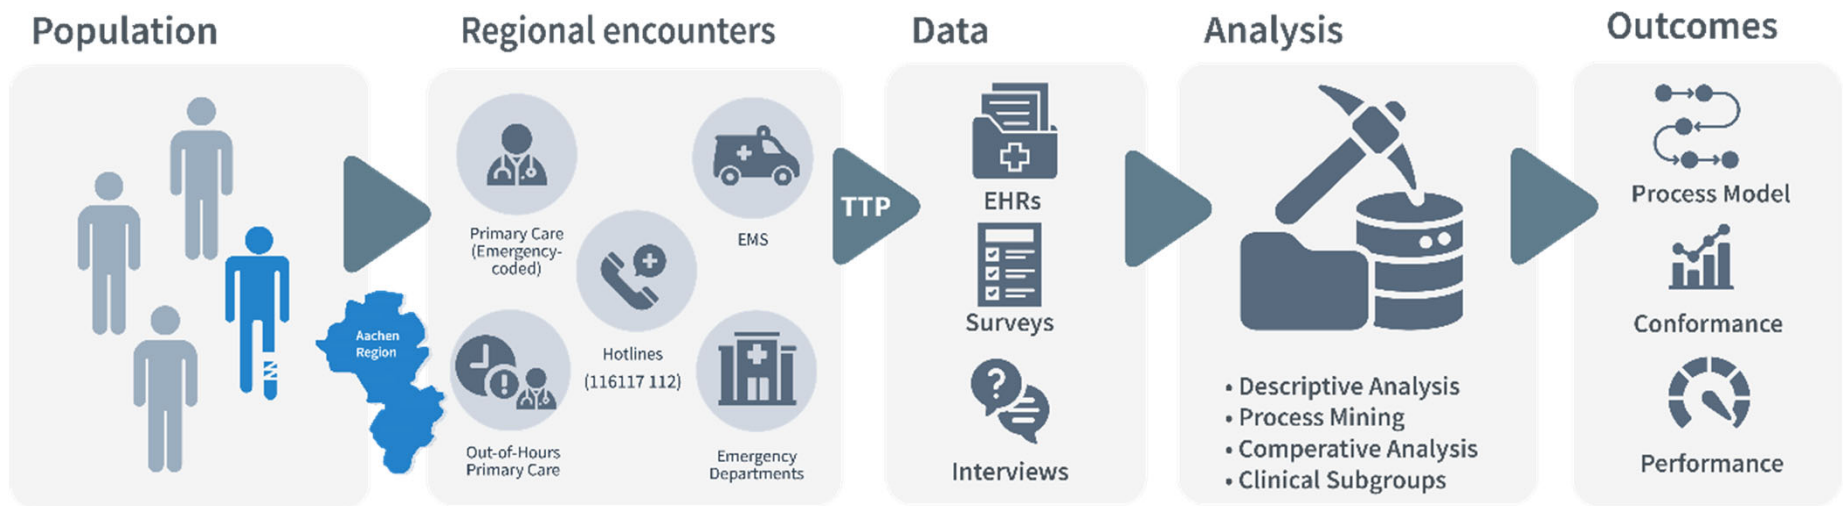 Population
Aachen
Region
Regional encounters
Primary Care
(Emergency-
coded)
EMS
Hotlines
(116117 112)
Out-of-Hours
Primary Care
Emergency
Departments
TTP
Data
EHRs
Surveys
Interviews
Analysis
• Descriptive Analysis
• Process Mining
• Comperative Analysis
• Clinical Subgroups
Outcomes
Process Model
Conformance
Performance